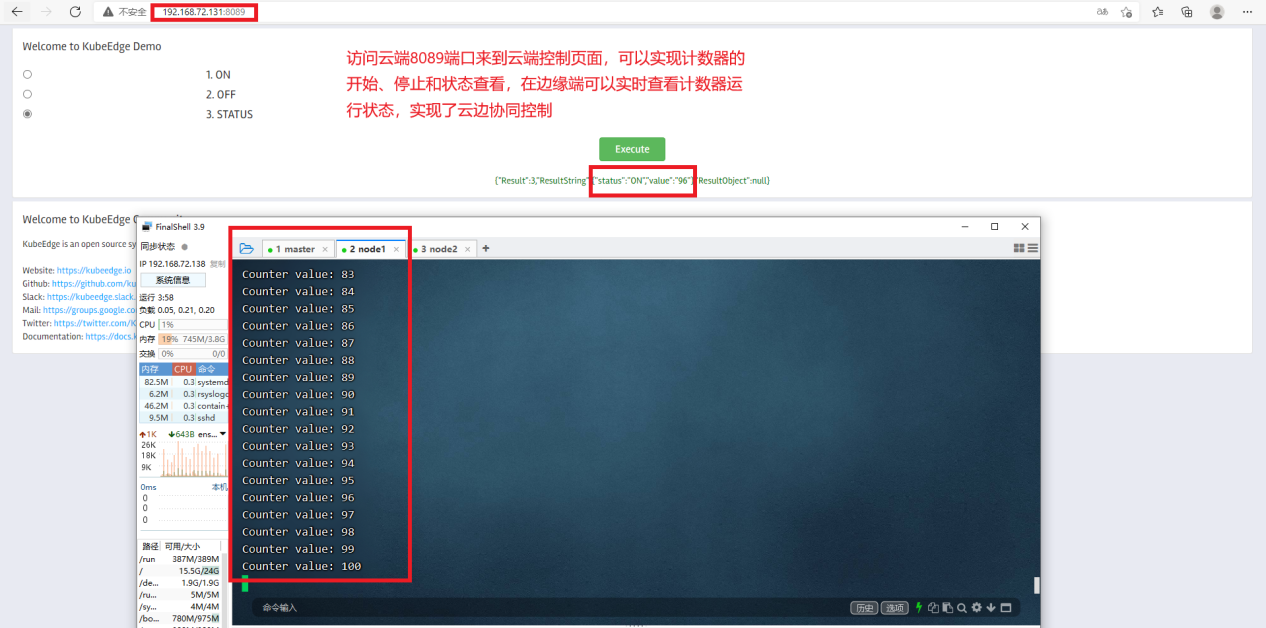 不安全 192.168.72.131:8089
Welcome to KubeEdge Demo
1. ON
2. OFF
3. STATUS
访问云端8089端口来到云端控制页面，可以实现计数器的
开始、停止和状态查看，在边缘端可以实时查看计数器运
行状态，实现了云边协同控制
Execute
{"Result":3,"ResultString" {"status":"ON","value":"96"} "ResultObject":null}
Welcome to KubeEdge
KubeEdge is an open source sy
Website: https://kubeedge.io
Github: https://github.com/ku
Slack: https://kubeedge.slack.
Mail: https://groups.google.co
Twitter: https://twitter.com/K
Documentation: https://docs.k
FinalShell 3.9
同步状态
IP 192.168.72.138 复制
系统信息
运行 3:58
负载 0.05, 0.21, 0.20
CPU 1%
内存 19% 745M/3.8G
交换 0% 0/0
内存 CPU 命令
82.5M 0.3 systemd
6.2M 0.3 rsyslog
46.2M 0.3 contain
9.5M 0.3 sshd
1K 643B ens...
26K
18K
9K
0ms 本机
0
0
0
路径 可用/大小
/run 387M/389M
/ 15.5G/24G
/de... 1.9G/1.9G
/ru... 5M/5M
/sy... 4M/4M
/bo... 780M/975M
1 master
2 node1
3 node2
Counter value: 83
Counter value: 84
Counter value: 85
Counter value: 86
Counter value: 87
Counter value: 88
Counter value: 89
Counter value: 90
Counter value: 91
Counter value: 92
Counter value: 93
Counter value: 94
Counter value: 95
Counter value: 96
Counter value: 97
Counter value: 98
Counter value: 99
Counter value: 100
命令输入
历史 选项